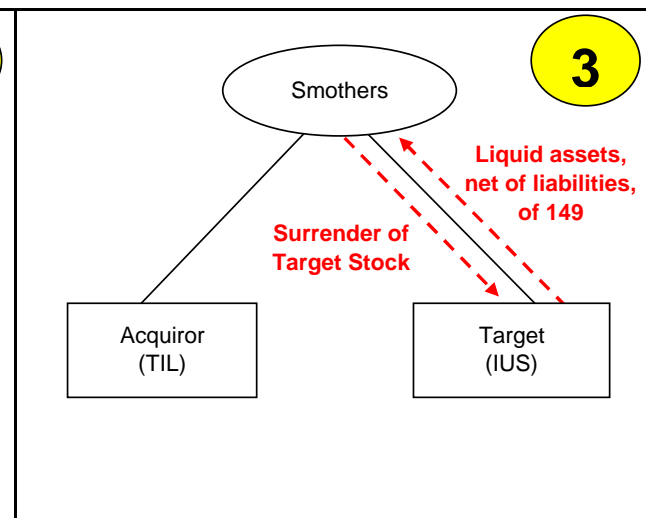 Smothers
3
Liquid assets,
net of liabilities,
of 149
Surrender of
Target Stock
Acquiror
(TIL)
Target
(IUS)